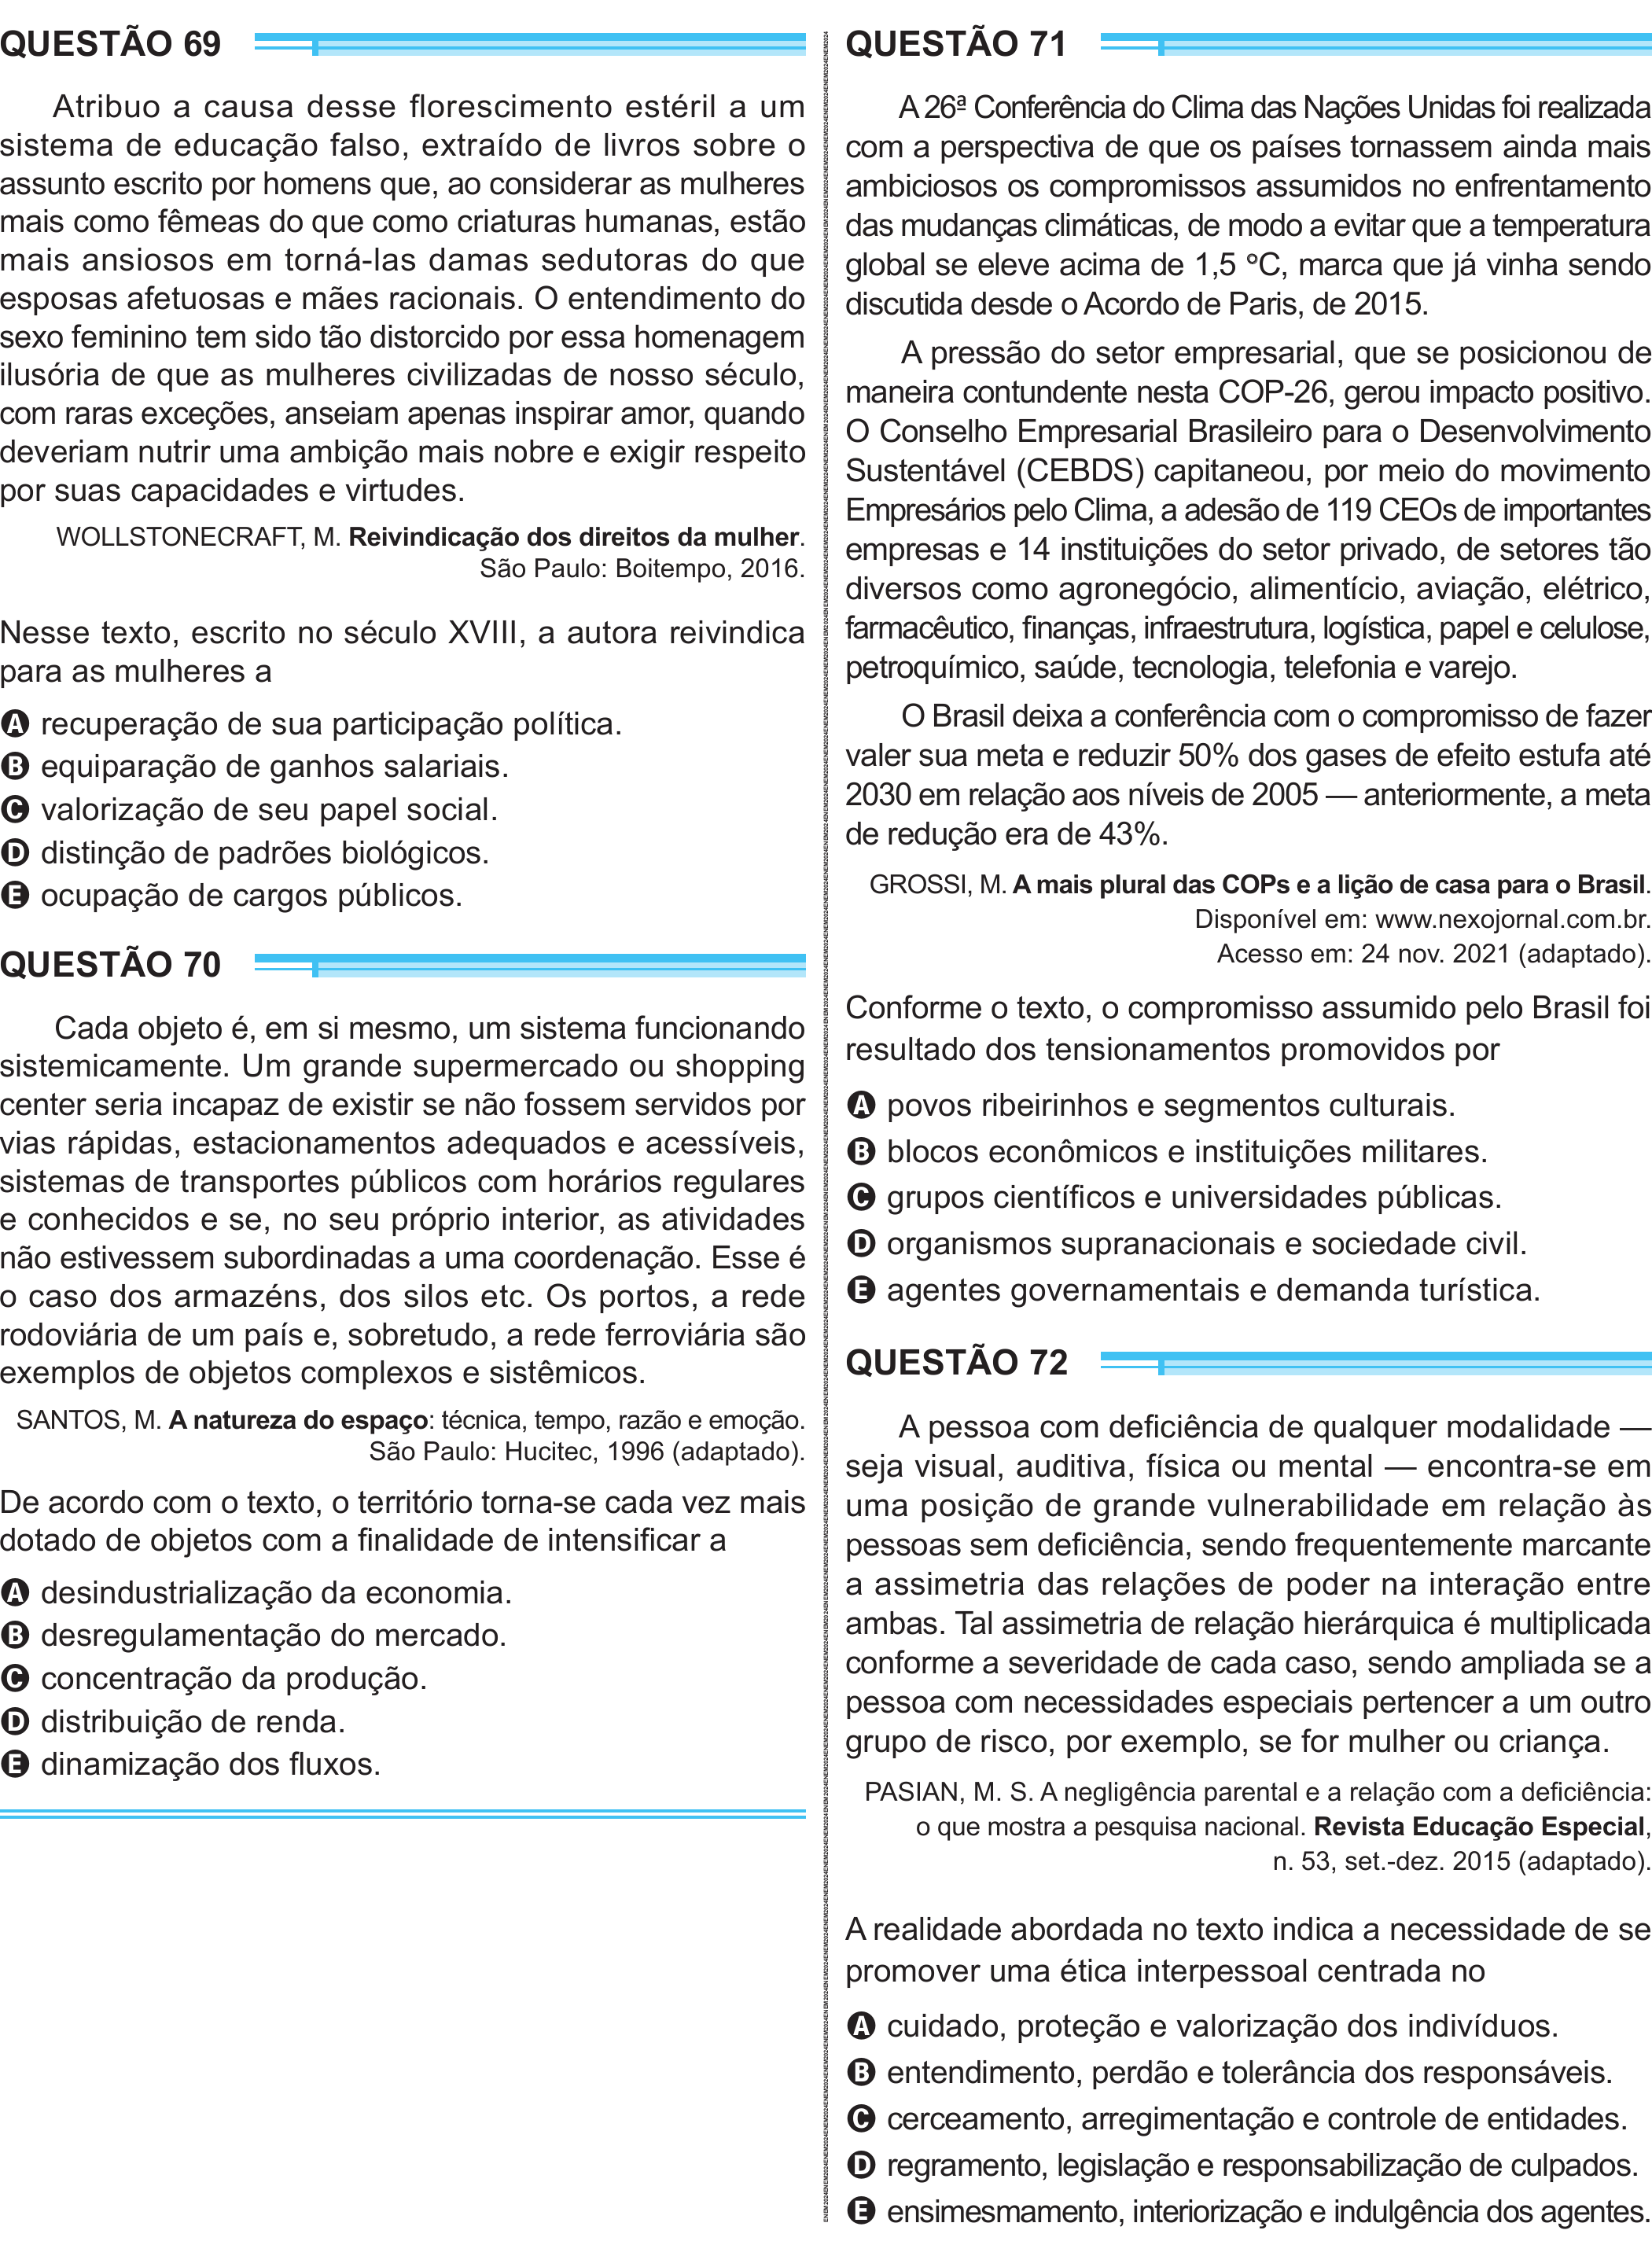 QUESTÃO 69
Atribuo a causa desse florescimento estéril a um
sistema de educação falso, extraído de livros sobre o
assunto escrito por homens que, ao considerar as mulheres
mais como fêmeas do que como criaturas humanas, estão
mais ansiosos em torná-las damas sedutoras do que
esposas afetuosas e mães racionais. O entendimento do
sexo feminino tem sido tão distorcido por essa homenagem
ilusória de que as mulheres civilizadas de nosso século,
com raras exceções, anseiam apenas inspirar amor, quando
deveriam nutrir uma ambição mais nobre e exigir respeito
por suas capacidades e virtudes.
WOLLSTONECRAFT, M. Reivindicação dos direitos da mulher.
São Paulo: Boitempo, 2016.
Nesse texto, escrito no século XVIII, a autora reivindica
para as mulheres a
A recuperação de sua participação política.
B equiparação de ganhos salariais.
C valorização de seu papel social.
D distinção de padrões biológicos.
E ocupação de cargos públicos.
QUESTÃO 70
Cada objeto é, em si mesmo, um sistema funcionando
sistemicamente. Um grande supermercado ou shopping
center seria incapaz de existir se não fossem servidos por
vias rápidas, estacionamentos adequados e acessíveis,
sistemas de transportes públicos com horários regulares
e conhecidos e se, no seu próprio interior, as atividades
não estivessem subordinadas a uma coordenação. Esse é
o caso dos armazéns, dos silos etc. Os portos, a rede
rodoviária de um país e, sobretudo, a rede ferroviária são
exemplos de objetos complexos e sistêmicos.
SANTOS, M. A natureza do espaço: técnica, tempo, razão e emoção.
São Paulo: Hucitec, 1996 (adaptado).
De acordo com o texto, o território torna-se cada vez mais
dotado de objetos com a finalidade de intensificar a
A desindustrialização da economia.
B desregulamentação do mercado.
C concentração da produção.
D distribuição de renda.
E dinamização dos fluxos.
QUESTÃO 71
A 26ª Conferência do Clima das Nações Unidas foi realizada
com a perspectiva de que os países tornassem ainda mais
ambiciosos os compromissos assumidos no enfrentamento
das mudanças climáticas, de modo a evitar que a temperatura
global se eleve acima de 1,5 ºC, marca que já vinha sendo
discutida desde o Acordo de Paris, de 2015.
A pressão do setor empresarial, que se posicionou de
maneira contundente nesta COP-26, gerou impacto positivo.
O Conselho Empresarial Brasileiro para o Desenvolvimento
Sustentável (CEBDS) capitaneou, por meio do movimento
Empresários pelo Clima, a adesão de 119 CEOs de importantes
empresas e 14 instituições do setor privado, de setores tão
diversos como agronegócio, alimentício, aviação, elétrico,
farmacêutico, finanças, infraestrutura, logística, papel e celulose,
petroquímico, saúde, tecnologia, telefonia e varejo.
O Brasil deixa a conferência com o compromisso de fazer
valer sua meta e reduzir 50% dos gases de efeito estufa até
2030 em relação aos níveis de 2005 — anteriormente, a meta
de redução era de 43%.
GROSSI, M. A mais plural das COPs e a lição de casa para o Brasil.
Disponível em: www.nexojornal.com.br.
Acesso em: 24 nov. 2021 (adaptado).
Conforme o texto, o compromisso assumido pelo Brasil foi
resultado dos tensionamentos promovidos por
A povos ribeirinhos e segmentos culturais.
B blocos econômicos e instituições militares.
C grupos científicos e universidades públicas.
D organismos supranacionais e sociedade civil.
E agentes governamentais e demanda turística.
QUESTÃO 72
A pessoa com deficiência de qualquer modalidade —
seja visual, auditiva, física ou mental — encontra-se em
uma posição de grande vulnerabilidade em relação às
pessoas sem deficiência, sendo frequentemente marcante
a assimetria das relações de poder na interação entre
ambas. Tal assimetria de relação hierárquica é multiplicada
conforme a severidade de cada caso, sendo ampliada se a
pessoa com necessidades especiais pertencer a um outro
grupo de risco, por exemplo, se for mulher ou criança.
PASIAN, M. S. A negligência parental e a relação com a deficiência:
o que mostra a pesquisa nacional. Revista Educação Especial,
n. 53, set.-dez. 2015 (adaptado).
A realidade abordada no texto indica a necessidade de se
promover uma ética interpessoal centrada no
A cuidado, proteção e valorização dos indivíduos.
B entendimento, perdão e tolerância dos responsáveis.
C cerceamento, arregimentação e controle de entidades.
D regramento, legislação e responsabilização de culpados.
E ensimesmamento, interiorização e indulgência dos agentes.